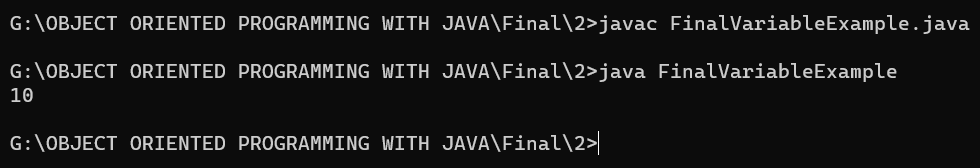 G:\OBJECT ORIENTED PROGRAMMING WITH JAVA\Final\2>javac FinalVariableExample.java
G:\OBJECT ORIENTED PROGRAMMING WITH JAVA\Final\2>java FinalVariableExample
10
G:\OBJECT ORIENTED PROGRAMMING WITH JAVA\Final\2>